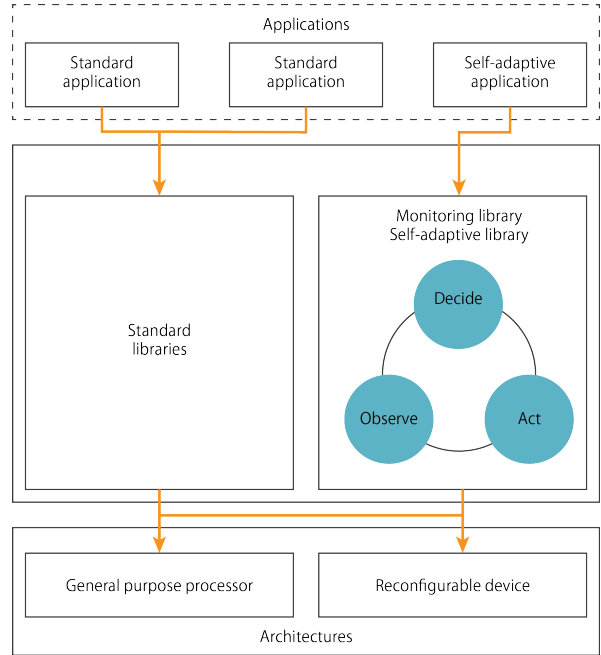 Applications
Standard
application
Standard
application
Self-adaptive
application
Standard
libraries
Monitoring library
Self-adaptive library
Decide
Observe
Act
General purpose processor
Reconfigurable device
Architectures